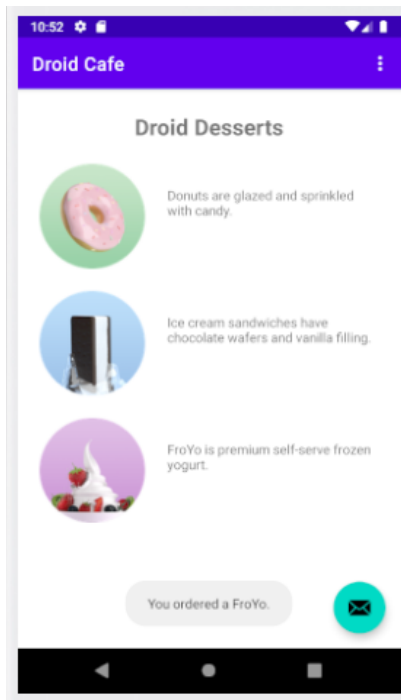 10:52
Droid Cafe
Droid Desserts
Donuts are glazed and sprinkled
with candy.
Ice cream sandwiches have
chocolate wafers and vanilla filling.
FroYo is premium self-serve frozen
yogurt.
You ordered a FroYo.